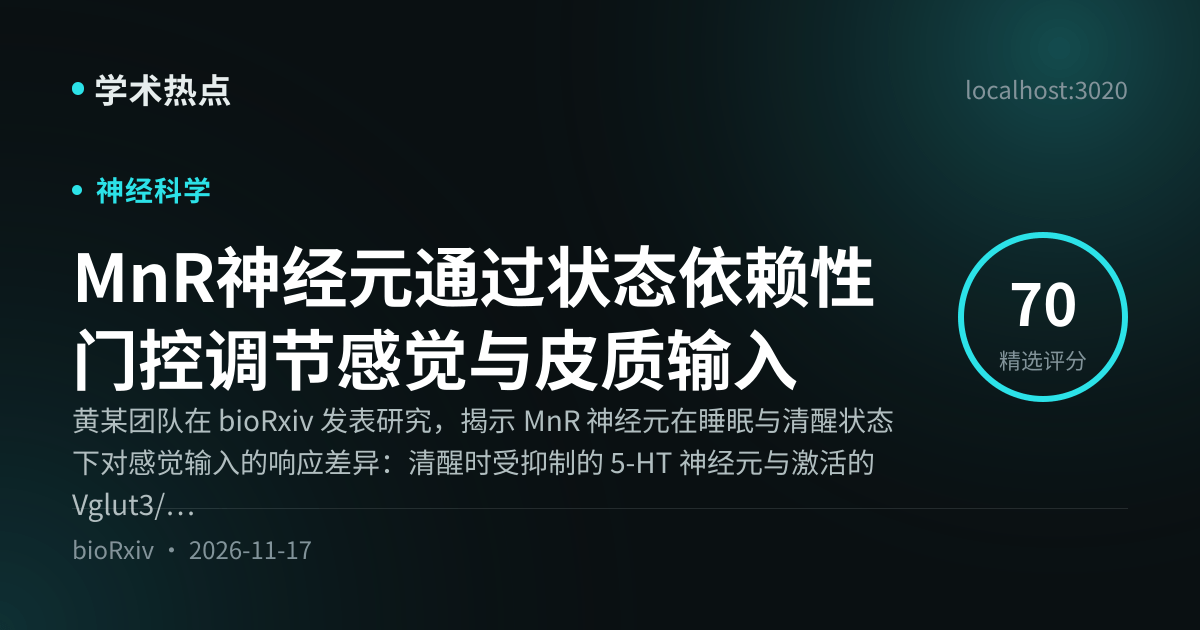 学术热点
localhost:3020
神经科学
MnR神经元通过状态依赖性
门控调节感觉与皮质输入
70
精选评分
黄某团队在 bioRxiv 发表研究，揭示 MnR 神经元在睡眠与清醒状态
下对感觉输入的响应差异：清醒时受抑制的 5-HT 神经元与激活的
Vglut3/…
bioRxiv • 2026-11-17